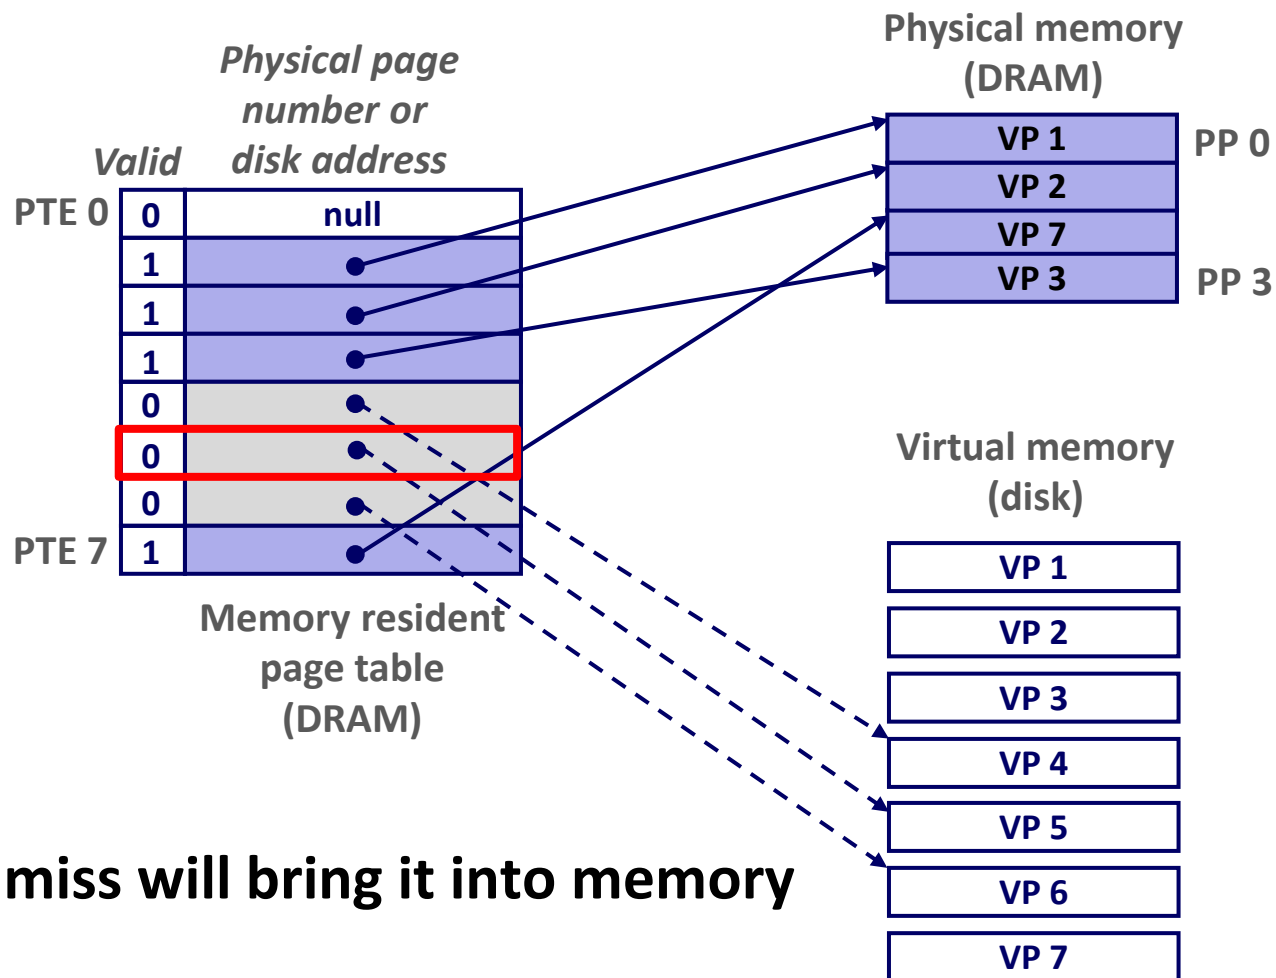 Physical page
number or
disk address
Valid
PTE 0
0
null
1
1
1
0
0
0
PTE 7
1
Memory resident
page table
(DRAM)
Physical memory
(DRAM)
VP 1
PP 0
VP 2
VP 7
VP 3
PP 3
Virtual memory
(disk)
VP 1
VP 2
VP 3
VP 4
VP 5
VP 6
VP 7
miss will bring it into memory